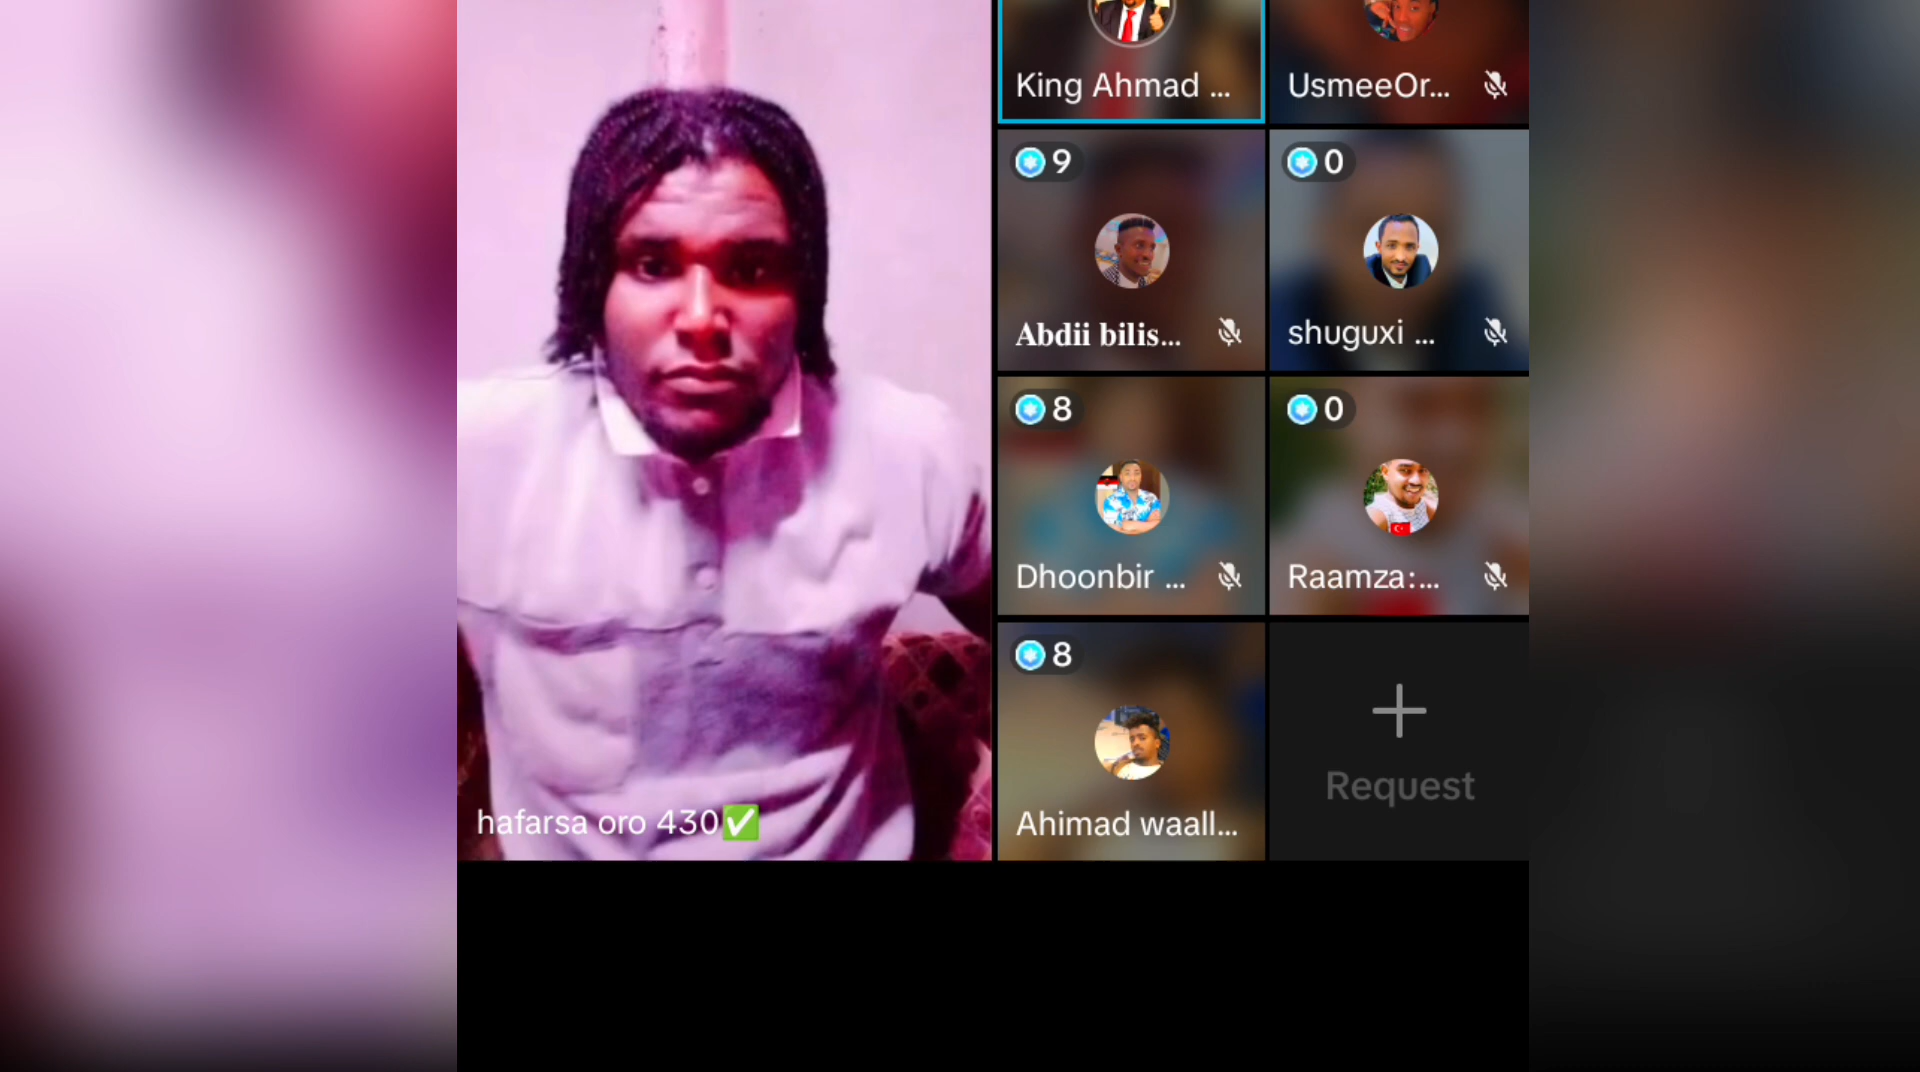 King Ahmad ...
UsmeeOr...
9
0
Abdii bilis...
shuguxi ...
8
0
Dhoonbir ...
Raamza:...
8
Request
Ahimad waall...
hafarsa oro 430✅